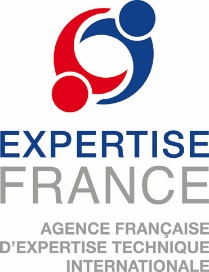 EXPERTISE
FRANCE
AGENCE FRANÇAISE
D'EXPERTISE TECHNIQUE
INTERNATIONALE